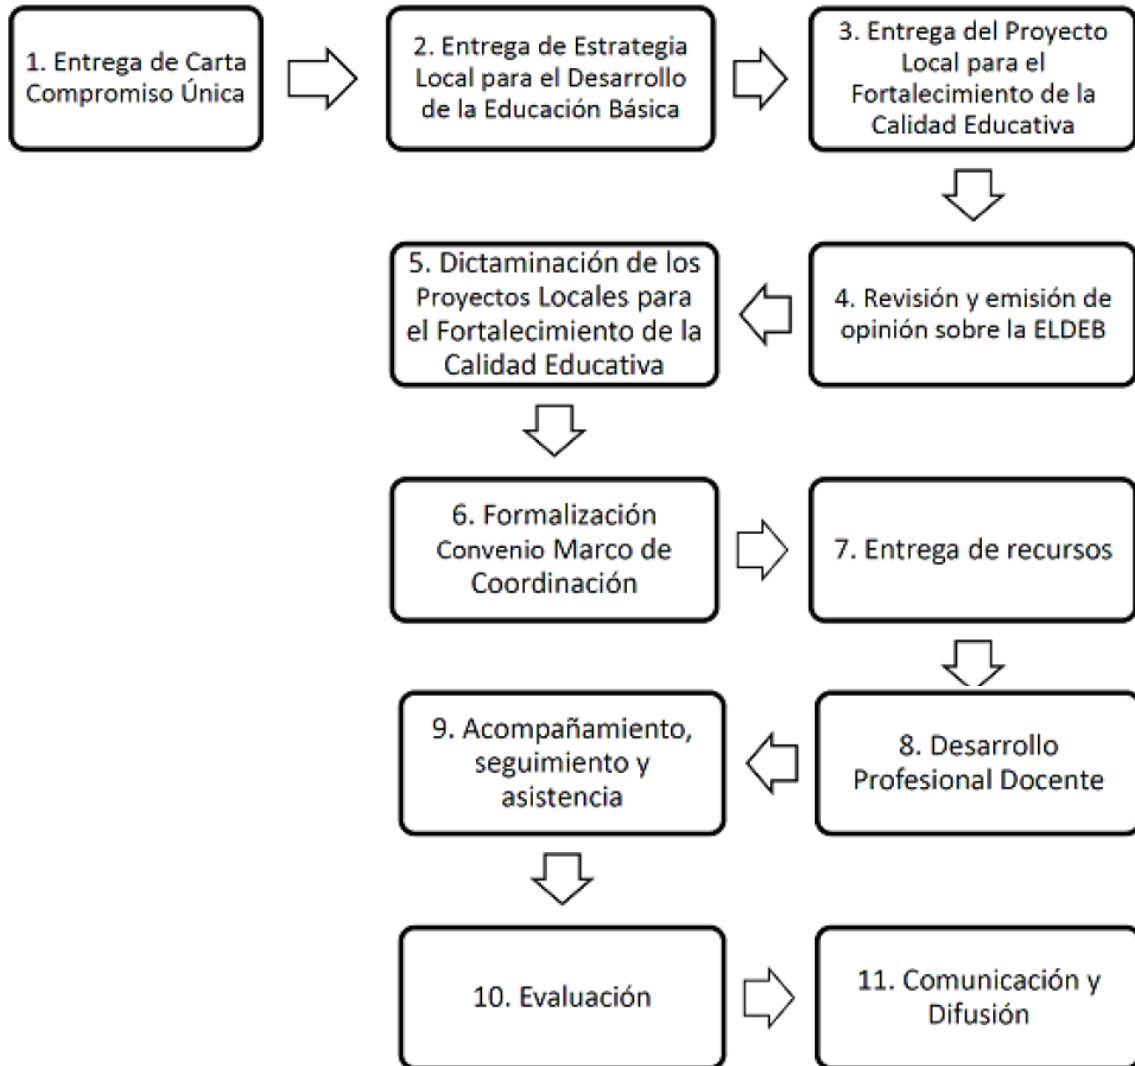 1. Entrega de Carta
Compromiso Única
2. Entrega de Estrategia
Local para el Desarrollo
de la Educación Básica
3. Entrega del Proyecto
Local para el
Fortalecimiento de la
Calidad Educativa
4. Revisión y emisión de
opinión sobre la ELDEB
5. Dictaminación de los
Proyectos Locales para
el Fortalecimiento de la
Calidad Educativa
6. Formalización
Convenio Marco de
Coordinación
7. Entrega de recursos
8. Desarrollo
Profesional Docente
9. Acompañamiento,
seguimiento y
asistencia
10. Evaluación
11. Comunicación y
Difusión